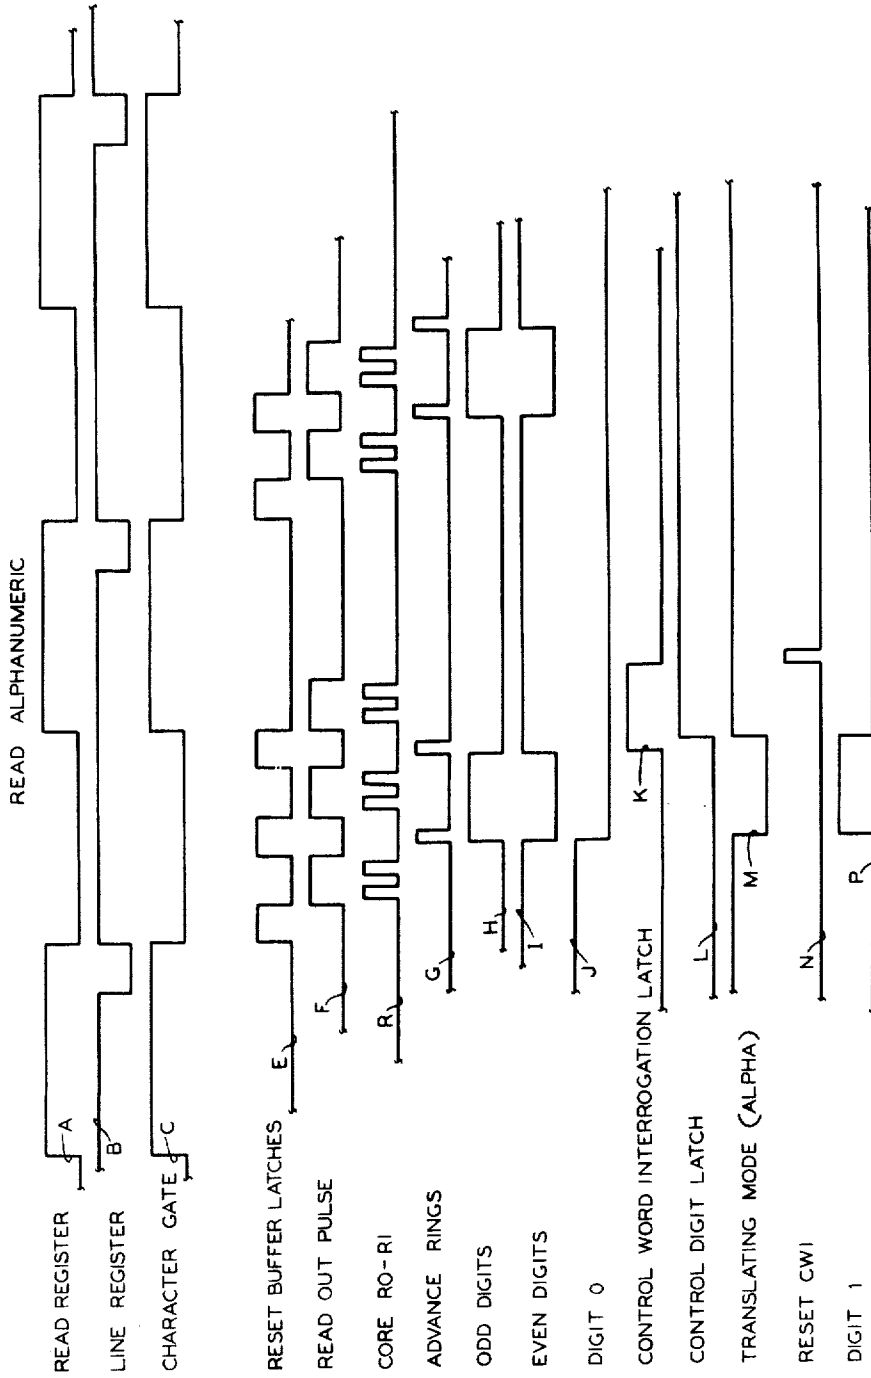 READ ALPHANUMERIC
READ REGISTER A
LINE REGISTER B
CHARACTER GATE C
RESET BUFFER LATCHES E
READ OUT PULSE F
CORE RO-RI R
ADVANCE RINGS G
ODD DIGITS H
EVEN DIGITS I
DIGIT 0 J
CONTROL WORD INTERROGATION LATCH K
CONTROL DIGIT LATCH L
TRANSLATING MODE (ALPHA) M
RESET CWI N
DIGIT 1 P